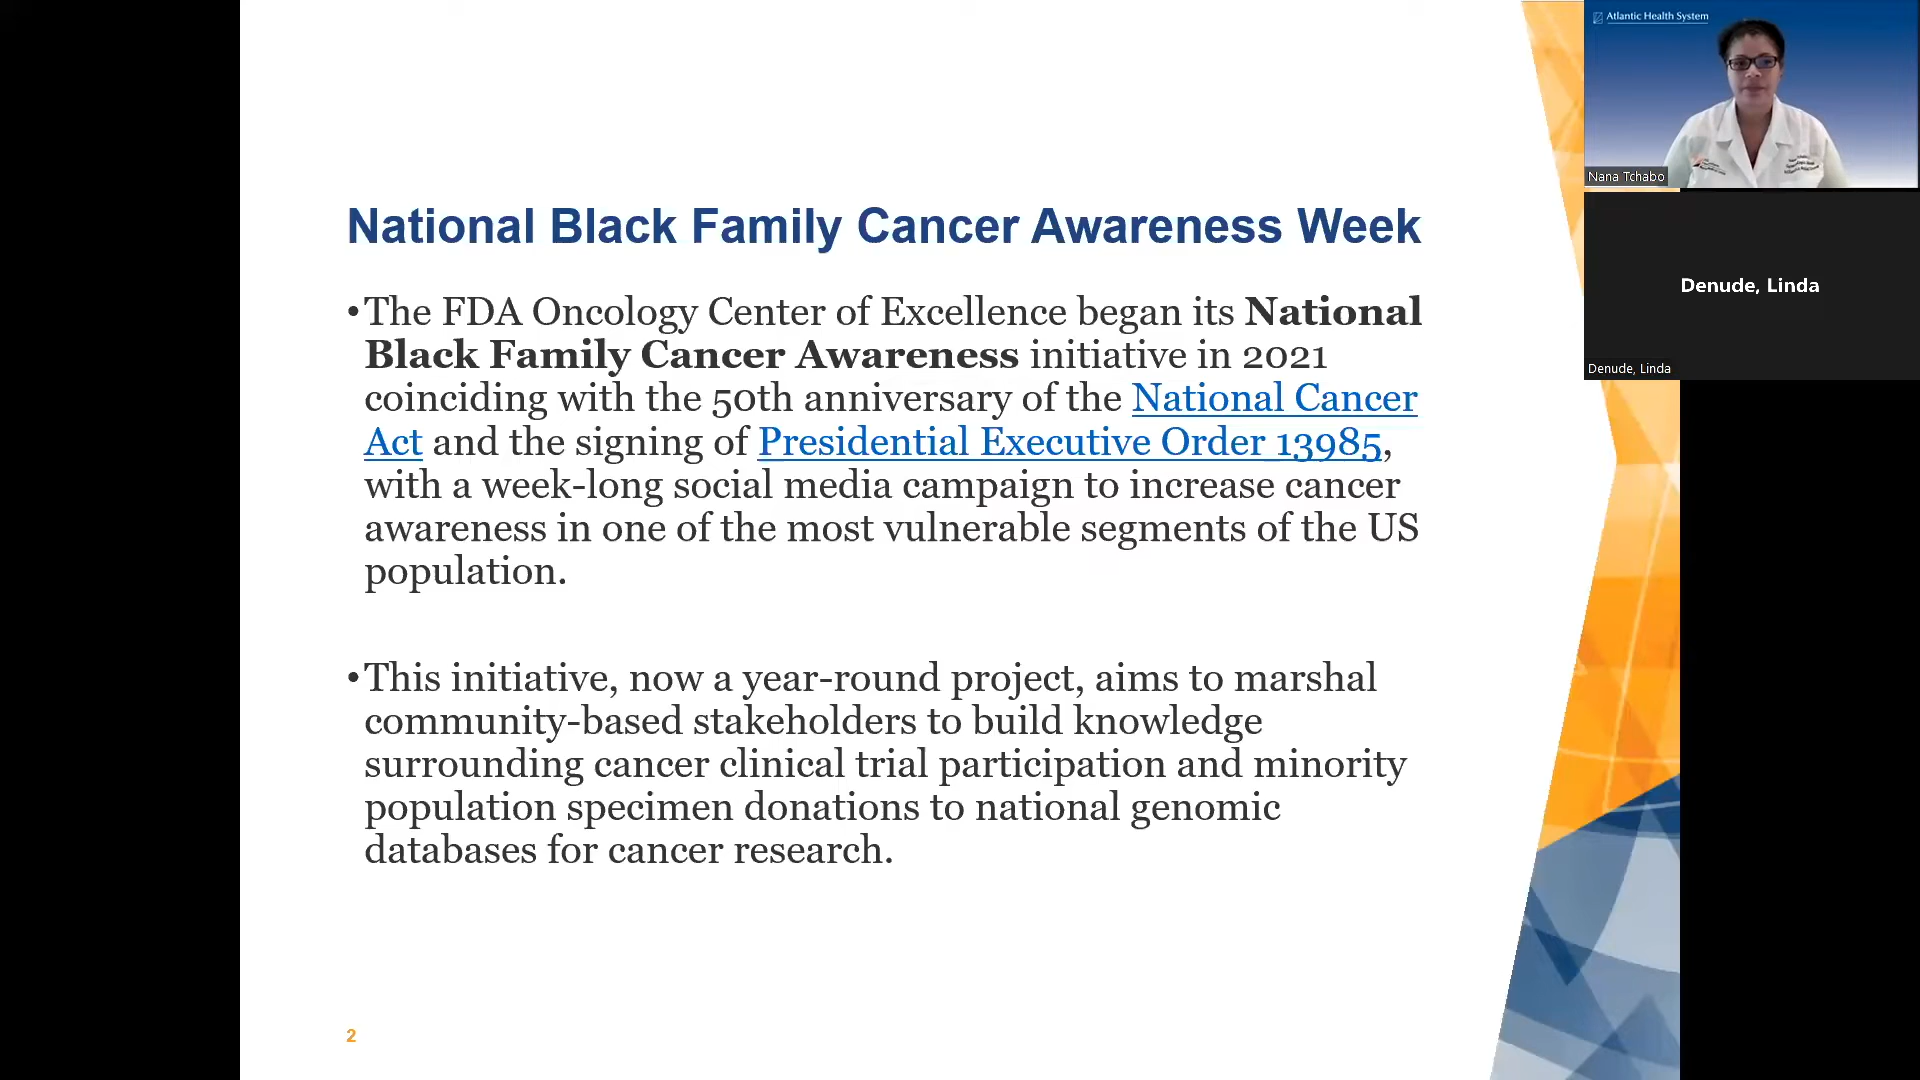 National Black Family Cancer Awareness Week
•The FDA Oncology Center of Excellence began its National
Black Family Cancer Awareness initiative in 2021
coinciding with the 50th anniversary of the National Cancer
Act and the signing of Presidential Executive Order 13985,
with a week-long social media campaign to increase cancer
awareness in one of the most vulnerable segments of the US
population.
•This initiative, now a year-round project, aims to marshal
community-based stakeholders to build knowledge
surrounding cancer clinical trial participation and minority
population specimen donations to national genomic
databases for cancer research.
2
Atlantic Health System
Nana Tchabo
Denude, Linda
Denude, Linda